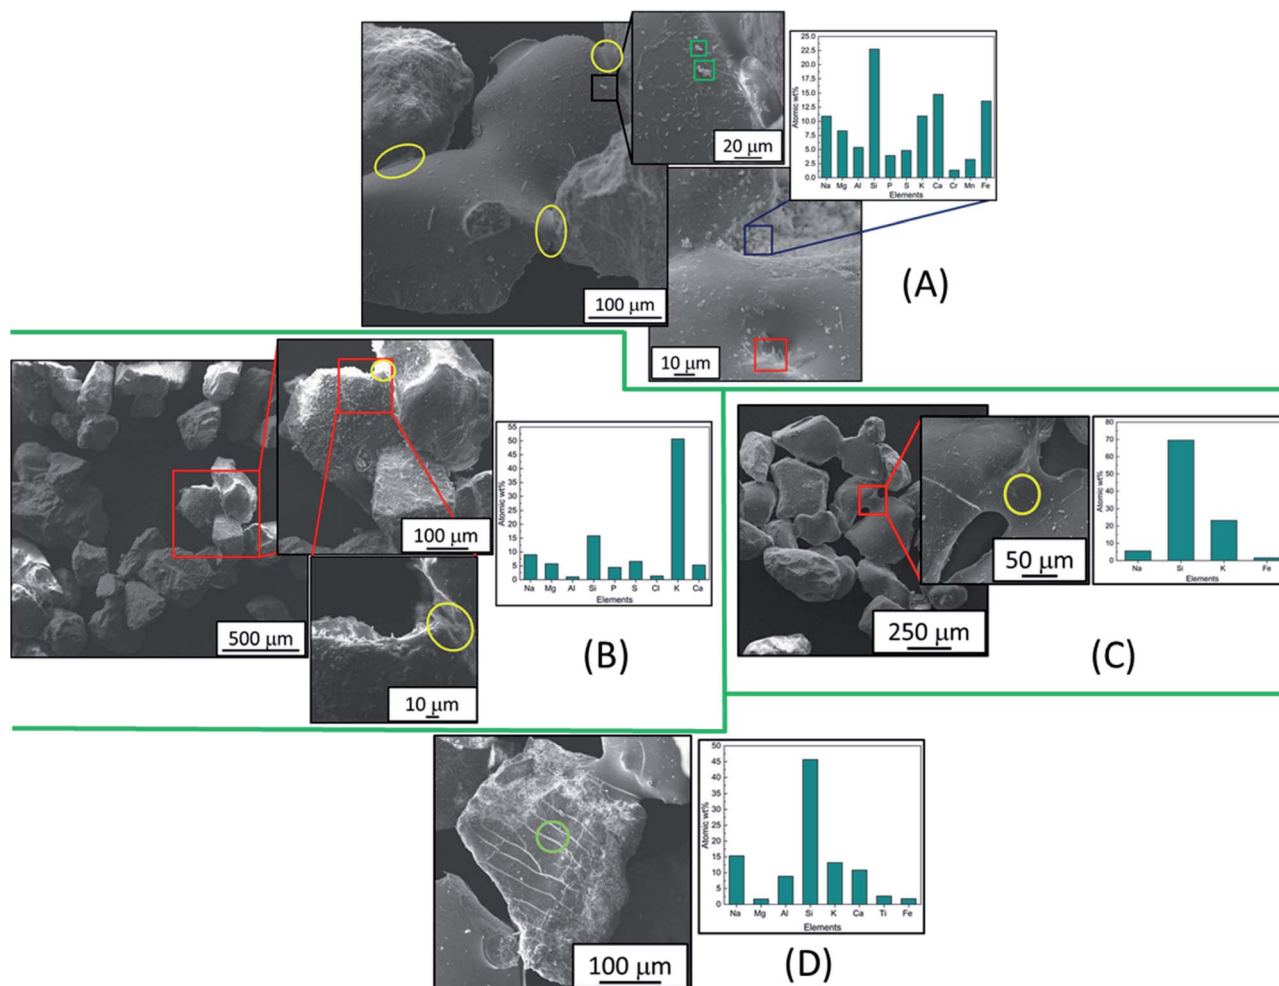 20 μm
100 μm
10 μm
Atomic wt%
25.0
22.5
20.0
17.5
15.0
12.5
10.0
7.5
5.0
2.5
0.0
Na Mg Al Si P S K Ca Cr Mn Fe
Elements
(A)
500 μm
100 μm
10 μm
Atomic wt%
55
50
45
40
35
30
25
20
15
10
5
0
Na Mg Al Si P S Cl K Ca
Elements
(B)
250 μm
50 μm
Atomic wt%
80
70
60
50
40
30
20
10
0
Na Si K Fe
Elements
(C)
100 μm
Atomic wt%
50
45
40
35
30
25
20
15
10
5
0
Na Mg Al Si K Ca Ti Fe
Elements
(D)